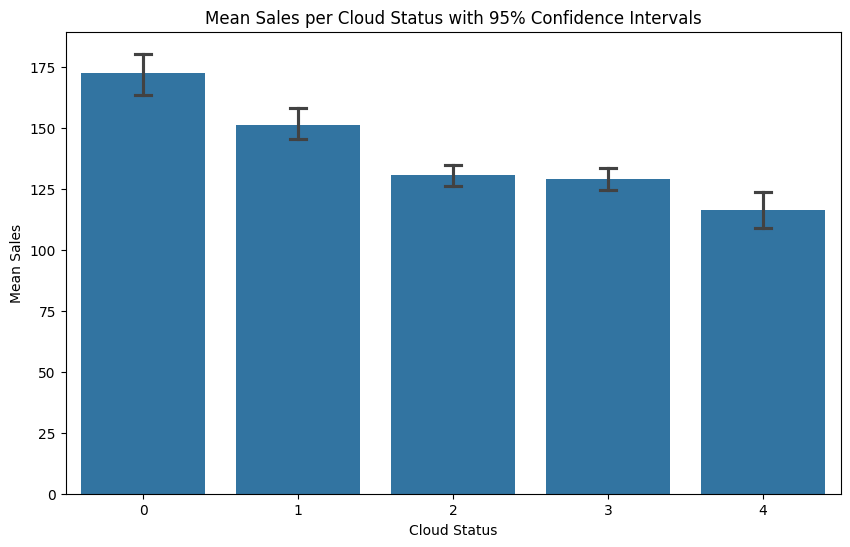 Mean Sales per Cloud Status with 95% Confidence Intervals
175
150
125
100
75
50
25
0
Mean Sales
0 1 2 3 4
Cloud Status